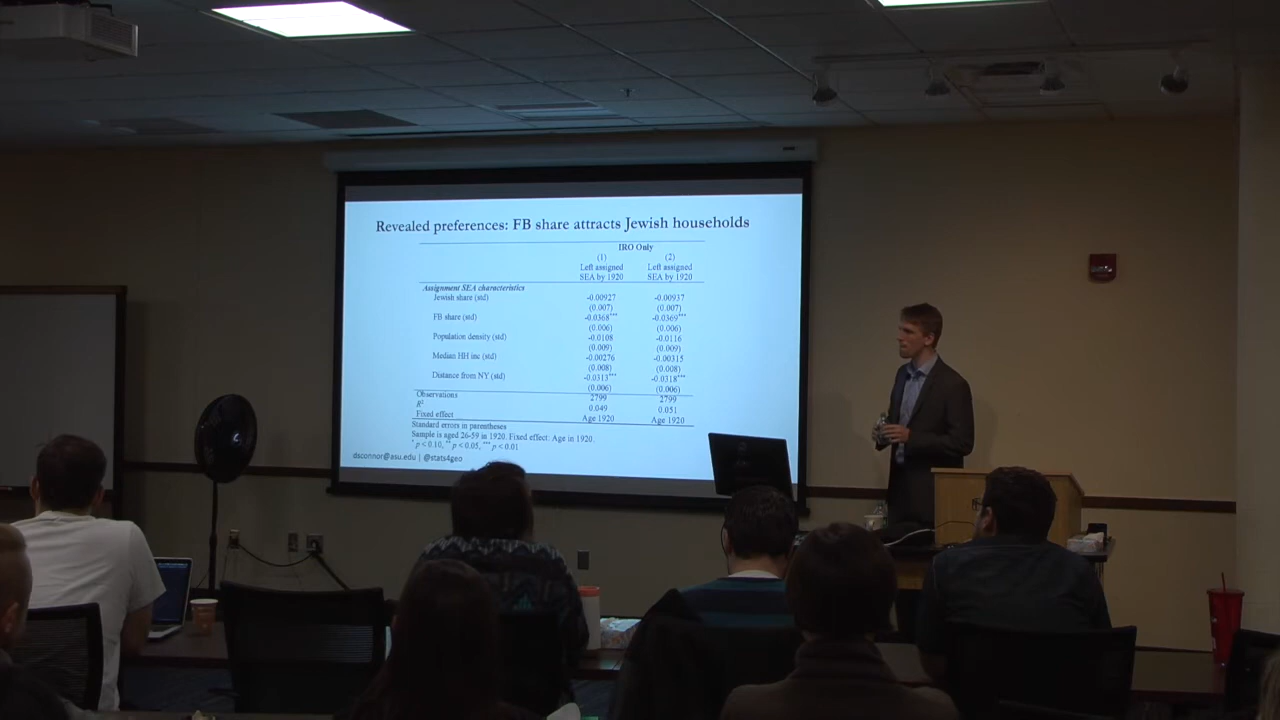 Revealed preferences: FB share attracts Jewish households
IRO Only
(1) (2)
Left assigned Left assigned
SEA by 1920 SEA by 1920
Assignment SEA characteristics
Jewish share (std) -0.00927 -0.00937
(0.007) (0.007)
FB share (std) -0.0368*** -0.0369***
(0.006) (0.006)
Population density (std) -0.0108 -0.0116
(0.009) (0.009)
Median HH inc (std) -0.00276 -0.00315
(0.008) (0.008)
Distance from NY (std) -0.0313*** -0.0318***
(0.006) (0.006)
Observations 2799 2799
R² 0.049 0.051
Fixed effect Age 1920 Age 1920
Standard errors in parentheses
Sample is aged 26-59 in 1920. Fixed effect: Age in 1920.
* p < 0.10, ** p < 0.05, *** p < 0.01
dsconnor@asu.edu | @stats4geo